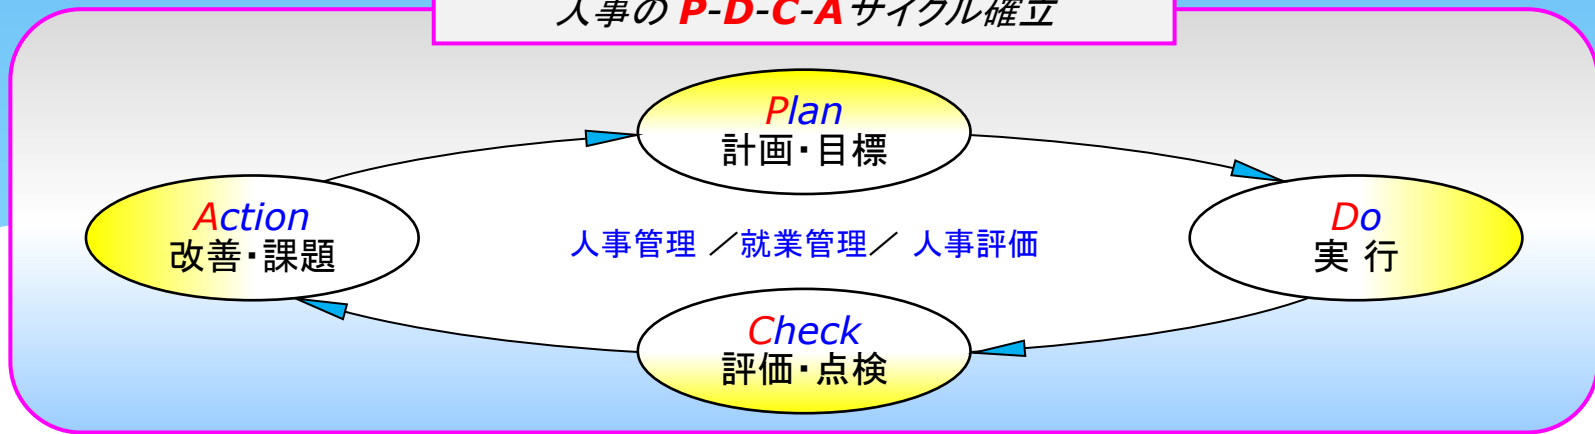 人事の P-D-C-A サイクル確立
Plan
計画・目標
Action
改善・課題
Do
実 行
人事管理 ／就業管理／ 人事評価
Check
評価・点検